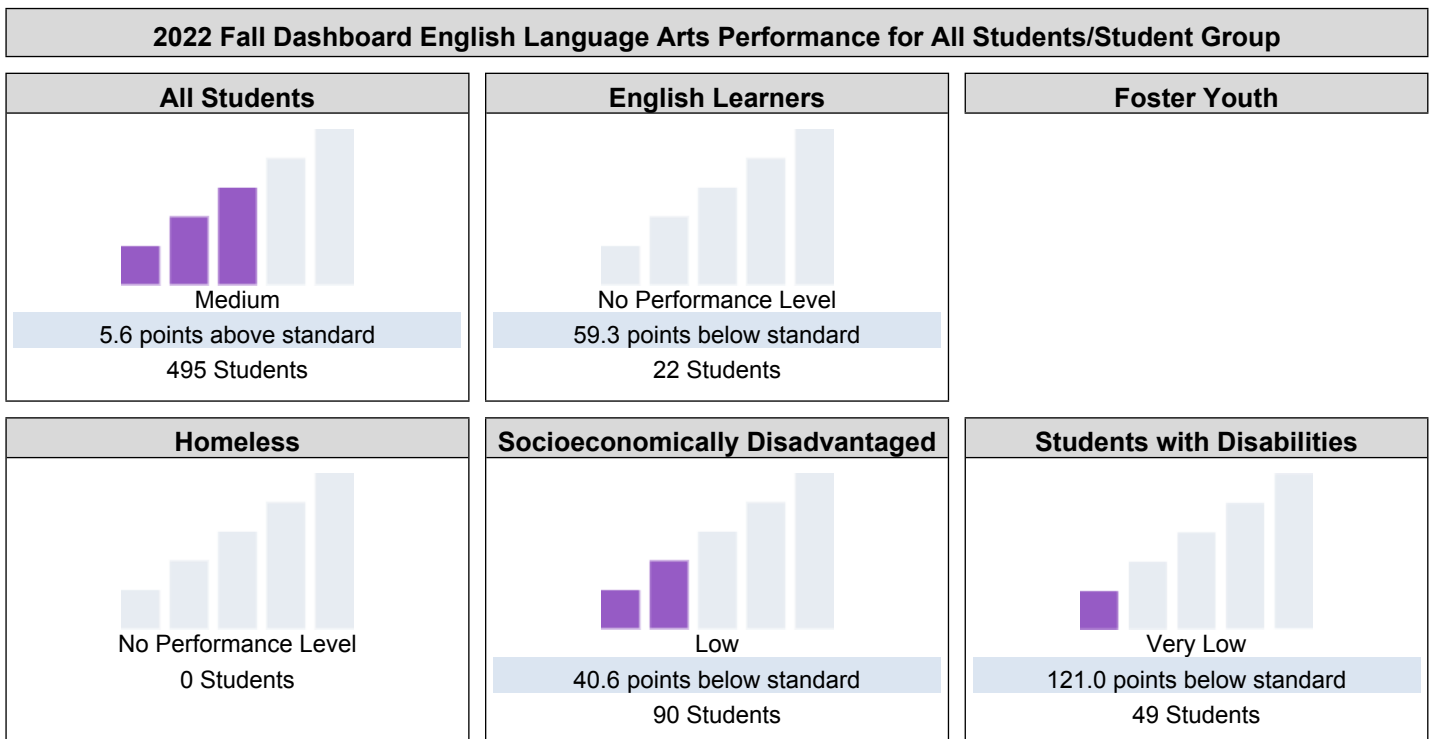 2022 Fall Dashboard English Language Arts Performance for All Students/Student Group
All Students
Medium
5.6 points above standard
495 Students
English Learners
No Performance Level
59.3 points below standard
22 Students
Foster Youth
Homeless
No Performance Level
0 Students
Socioeconomically Disadvantaged
Low
40.6 points below standard
90 Students
Students with Disabilities
Very Low
121.0 points below standard
49 Students